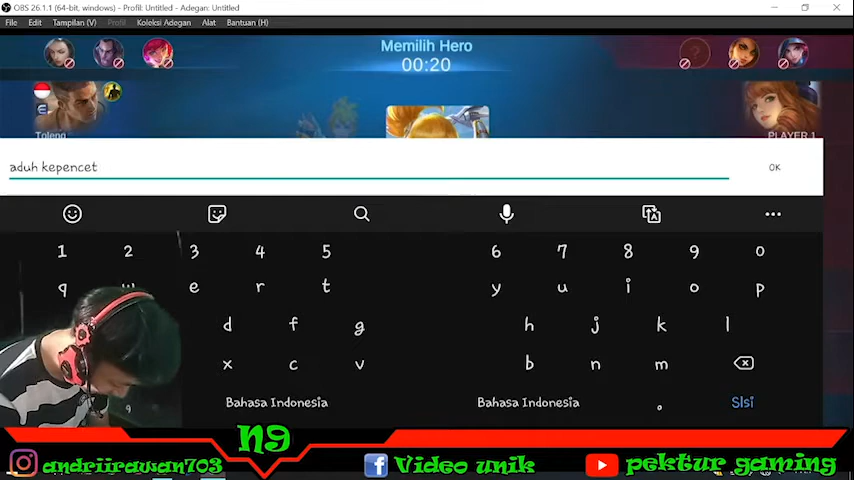 OBS 26.1.1 (64-bit, windows) - Profil: Untitled - Adegan: Untitled
File Edit Tampilan (V) Profil Koleksi Adegan Alat Bantuan (H)
Memilih Hero
00:20
Toleng
PLAYER 1
aduh kepencet
OK
1 2 3 4 5 6 7 8 9 0
q w e r t y u i o p
d f g h j k l
x c v b n m
, Bahasa Indonesia Bahasa Indonesia . Slsi
N9
andriirawan703 Video unik pektur gaming